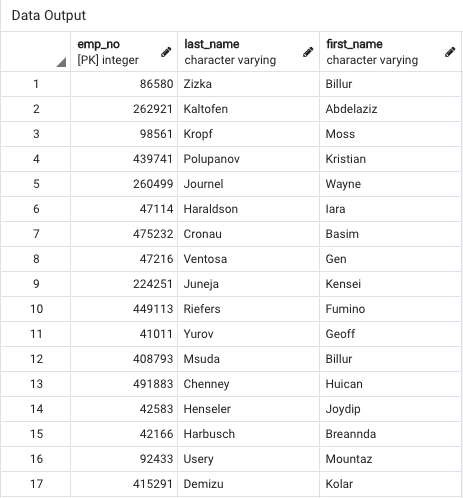 Data Output
emp_no last_name first_name
[PK] integer character varying character varying
1 86580 Zizka Billur
2 262921 Kaltofen Abdelaziz
3 98561 Kropf Moss
4 439741 Polupanov Kristian
5 260499 Journel Wayne
6 47114 Haraldson Iara
7 475232 Cronau Basim
8 47216 Ventosa Gen
9 224251 Juneja Kensei
10 449113 Riefers Fumino
11 41011 Yurov Geoff
12 408793 Msuda Billur
13 491883 Chenney Huican
14 42583 Henseler Joydip
15 42166 Harbusch Breannda
16 92433 Usery Mountaz
17 415291 Demizu Kolar